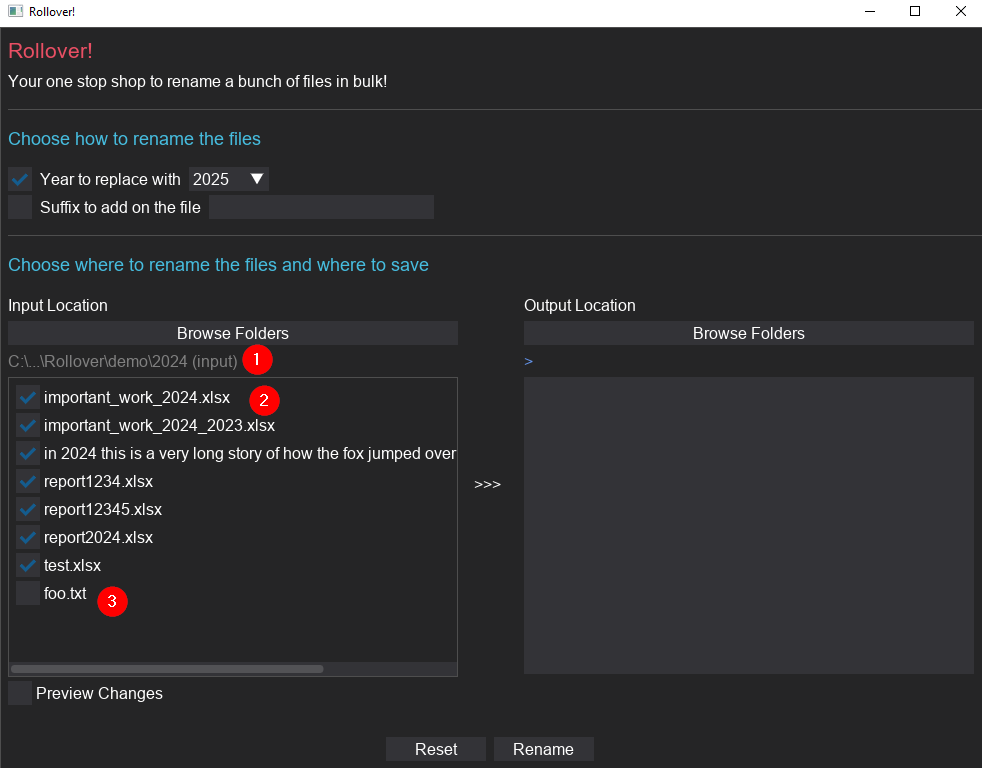 Rollover!
Rollover!
Your one stop shop to rename a bunch of files in bulk!
Choose how to rename the files
Year to replace with 2025
Suffix to add on the file
Choose where to rename the files and where to save
Input Location
Browse Folders
C:\...\Rollover\demo\2024 (input) 1
important_work_2024.xlsx 2
important_work_2024_2023.xlsx
in 2024 this is a very long story of how the fox jumped over
report1234.xlsx
report12345.xlsx
report2024.xlsx
test.xlsx
foo.txt 3
Preview Changes
>>>
Output Location
Browse Folders
>
Reset Rename